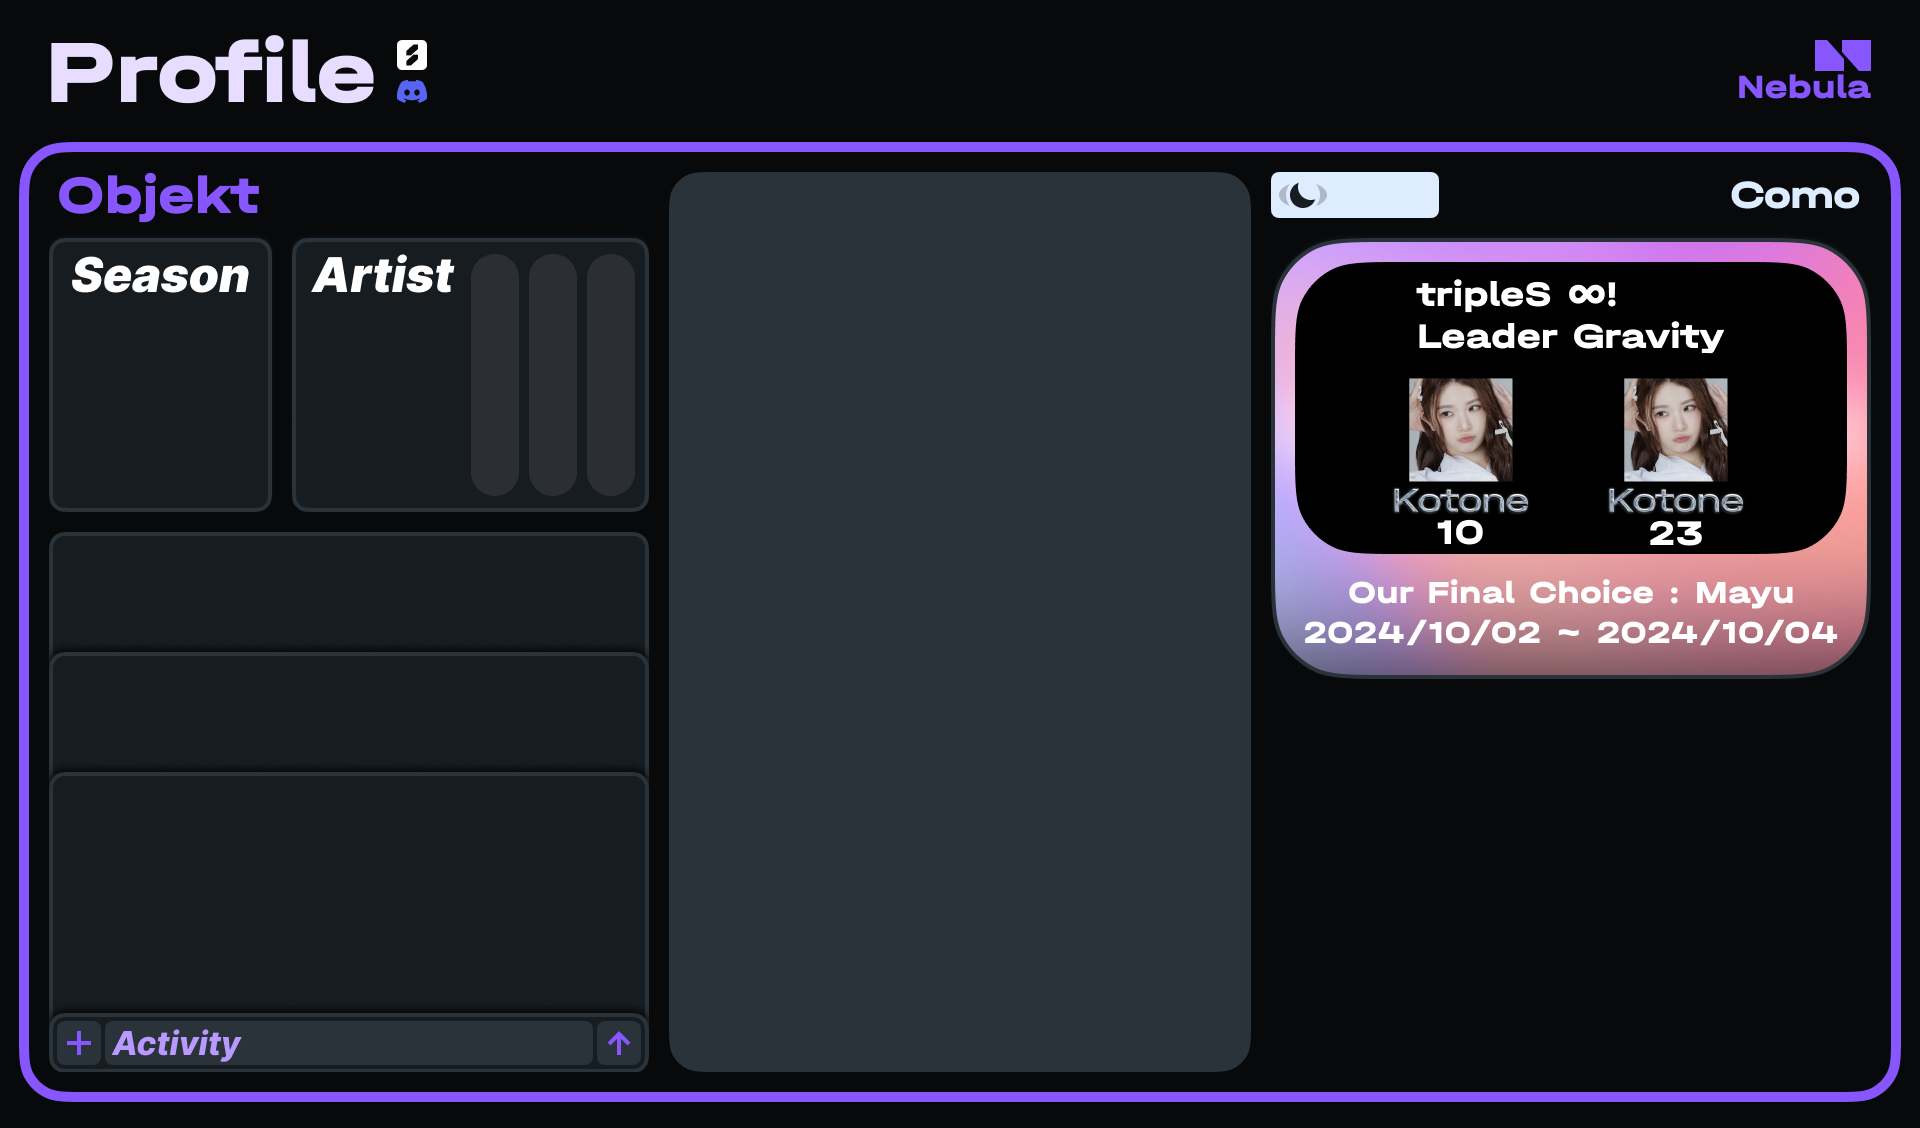 Profile
Nebula
Objekt
Season
Artist
Activity
Como
tripleS ∞!
Leader Gravity
Kotone
10
Kotone
23
Our Final Choice : Mayu
2024/10/02 ~ 2024/10/04